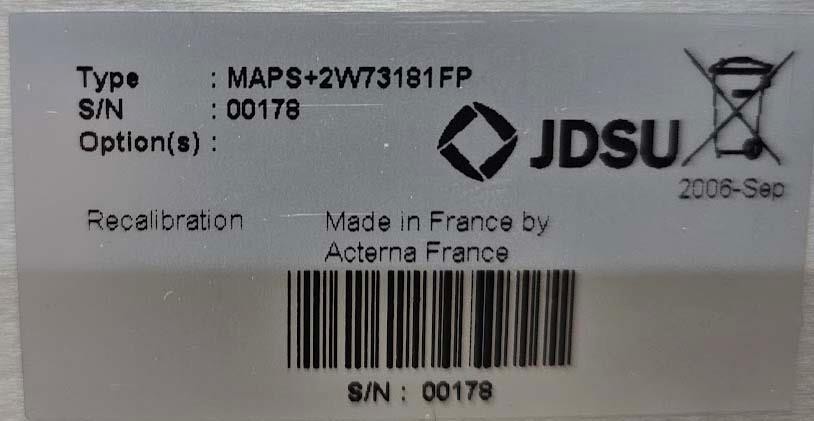 Type : MAPS+2W73181FP
S/N : 00178
Option(s) :
JDSU
2006-Sep
Recalibration
Made in France by
Acterna France
S/N : 00178